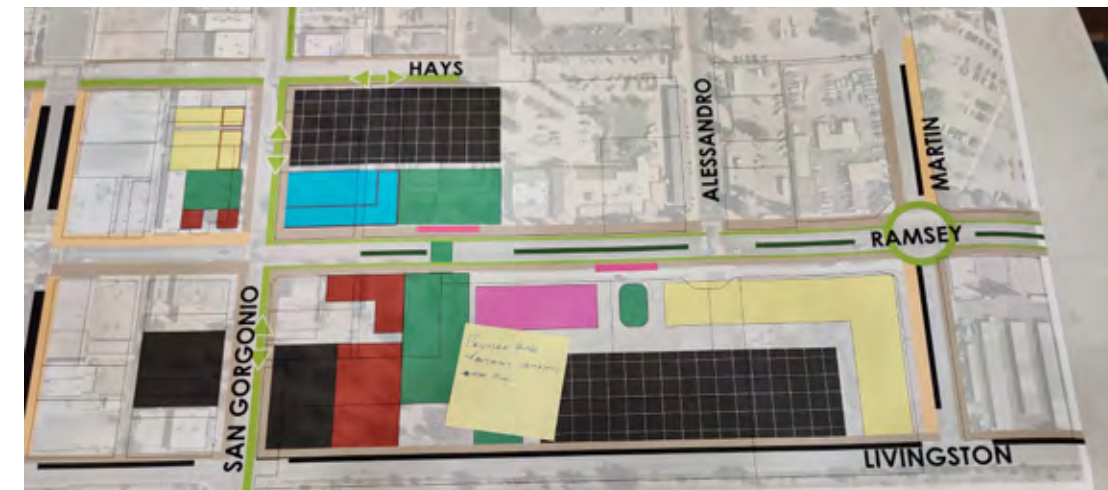 HAYS
ALESSANDRO
MARTIN
RAMSEY
SAN GORGONIO
LIVINGSTON